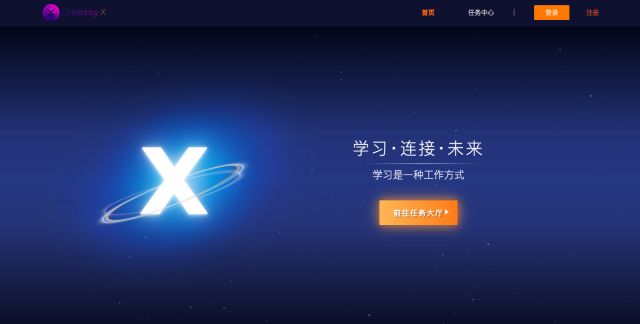 Linked by X
首页
任务中心
|
登录
注册
X
学习·连接·未来
学习是一种工作方式
前往任务大厅